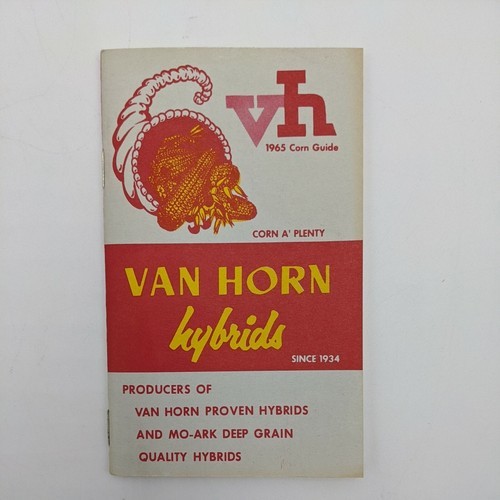 vh
1965 Corn Guide
CORN A' PLENTY
VAN HORN
hybrids
SINCE 1934
PRODUCERS OF
VAN HORN PROVEN HYBRIDS
AND MO-ARK DEEP GRAIN
QUALITY HYBRIDS